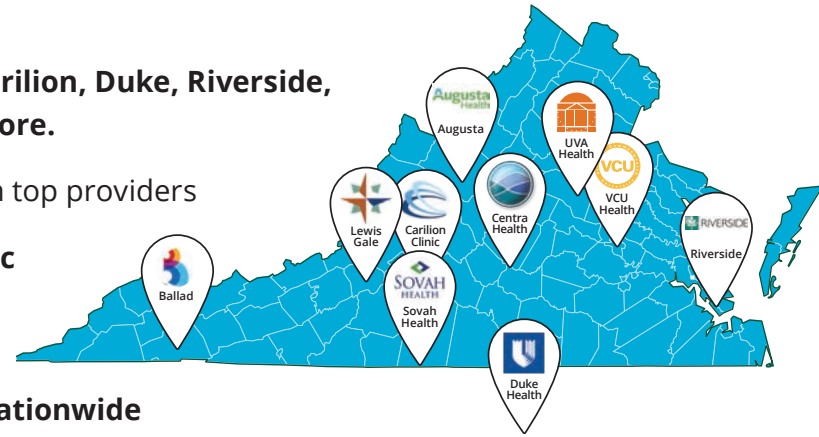 rilion, Duke, Riverside,
ore.
top providers
c
ationwide
Augusta
Health
Augusta
UVA
Health
VCU
VCU
Health
Lewis
Gale
Carilion
Clinic
Centra
Health
RIVERSIDE
Riverside
Ballad
SOVAH
HEALTH
Sovah
Health
Duke
Health